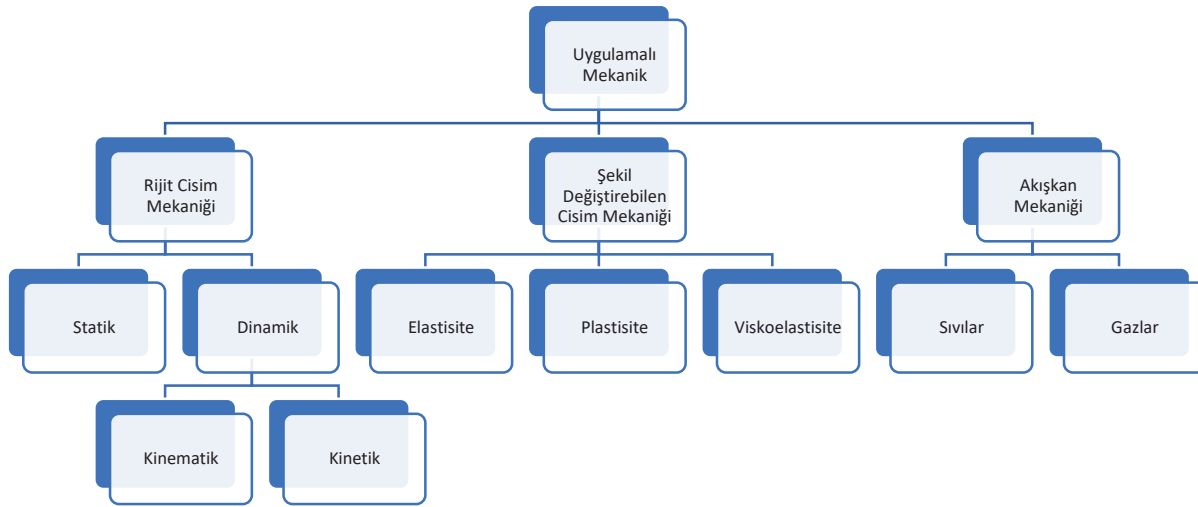 Uygulamalı
Mekanik
Rijit Cisim
Mekaniği
Şekil
Değiştirebilen
Cisim Mekaniği
Akışkan
Mekaniği
Statik
Dinamik
Elastisite
Plastisite
Viskoelastisite
Sıvılar
Gazlar
Kinematik
Kinetik